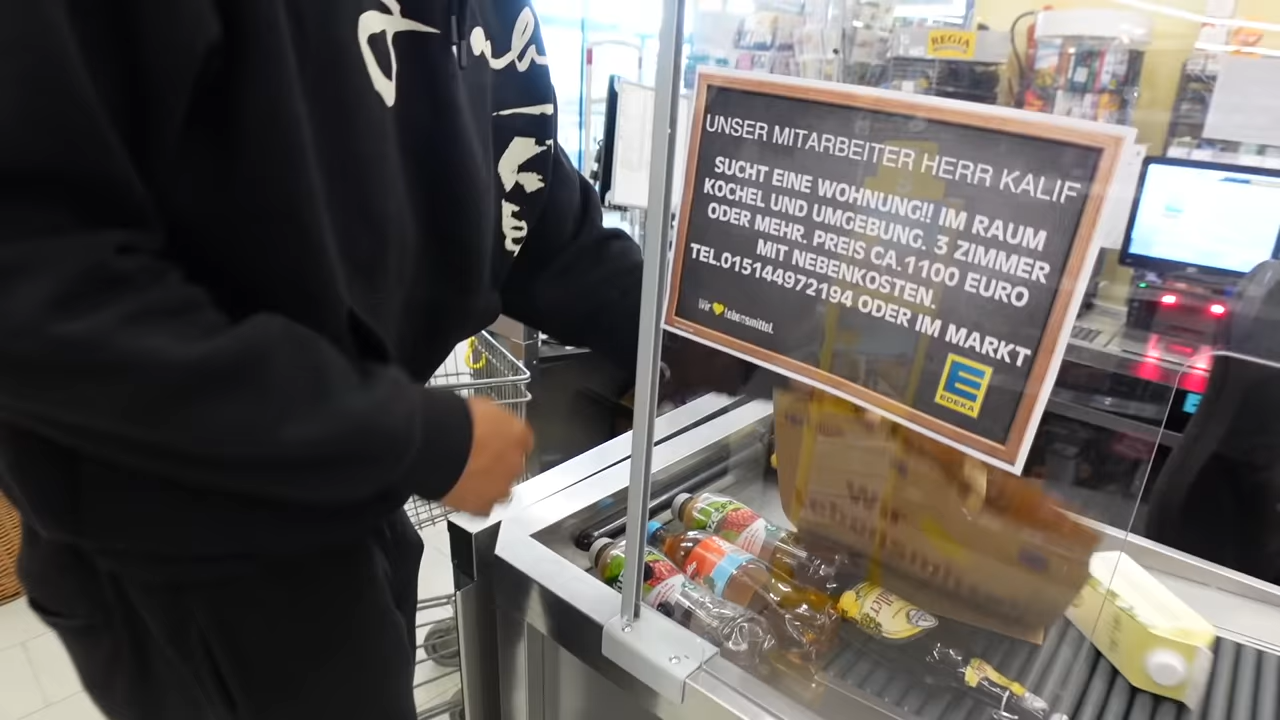 REGIA
UNSER MITARBEITER HERR KALIF
SUCHT EINE WOHNUNG!! IM RAUM
KOCHEL UND UMGEBUNG. 3 ZIMMER
ODER MEHR. PREIS CA.1100 EURO
MIT NEBENKOSTEN.
TEL.015144972194 ODER IM MARKT
Wir lebensmittel.
E
EDEKA